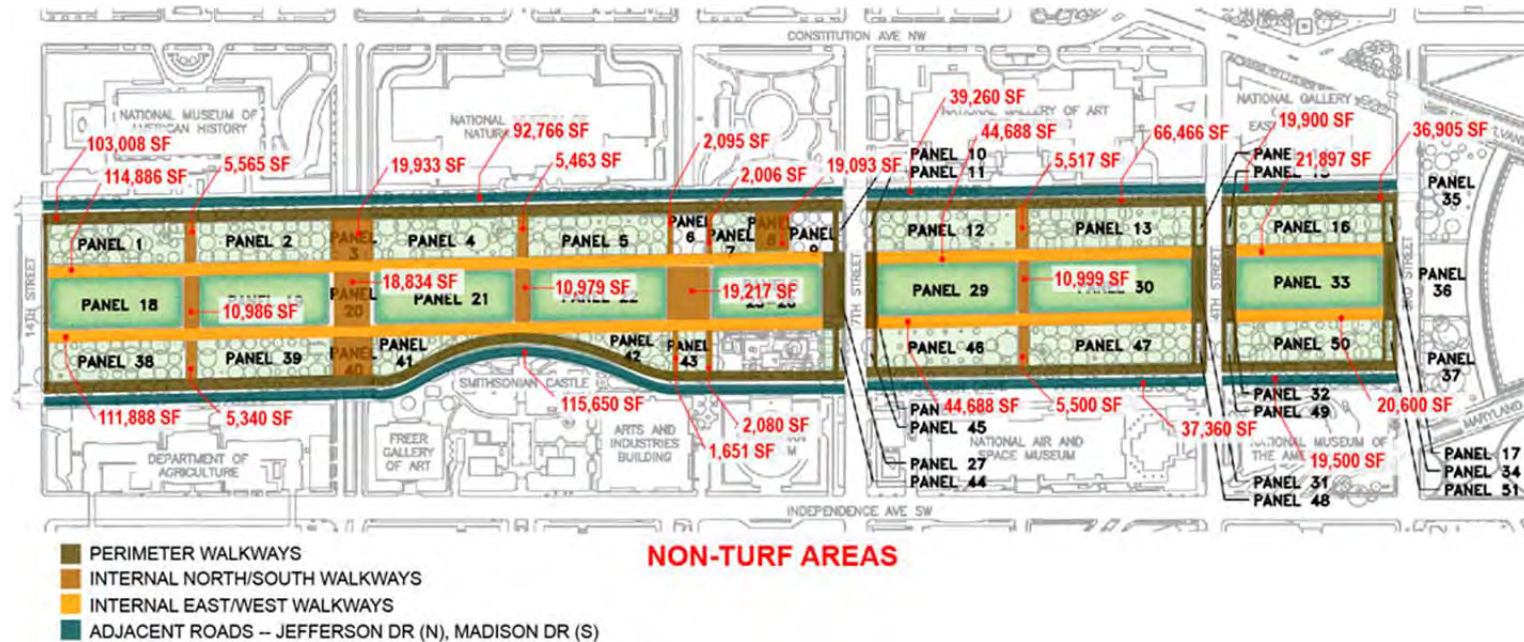 CONSTITUTION AVE NW
NATIONAL MUSEUM OF
AMERICAN HISTORY
NATIONAL GALLERY OF ART
NATIONAL GALLERY
39,260 SF
103,008 SF
5,565 SF
92,766 SF
2,095 SF
44,688 SF
66,466 SF
19,900 SF
36,905 SF
114,886 SF
19,933 SF
5,463 SF
2,006 SF
19,093 SF
PANEL 10
PANEL 11
5,517 SF
21,897 SF
PANEL
35
PANEL 1
PANEL 2
PANEL
3
PANEL 4
PANEL 5
PANEL
6
PANEL
7
PANEL
8
PANEL
9
PANEL 12
PANEL 13
PANEL 16
14TH STREET
7TH STREET
4TH STREET
3RD STREET
PANEL 18
10,986 SF
18,834 SF
PANEL
20
PANEL 21
10,979 SF
19,217 SF
PANEL 29
10,999 SF
30
PANEL 33
PANEL
36
PANEL 38
PANEL 39
PANEL
40
PANEL
41
PANEL
42
PANEL
43
PANEL 46
PANEL 47
PANEL 50
PANEL
37
SMITHSONIAN CASTLE
111,888 SF
5,340 SF
115,650 SF
1,651 SF
2,080 SF
44,688 SF
PANEL 45
5,500 SF
37,360 SF
PANEL 32
PANEL 49
20,600 SF
MARYLAND
DEPARTMENT OF
AGRICULTURE
FREER
GALLERY
OF ART
ARTS AND
INDUSTRIES
BUILDING
NATIONAL AIR AND
SPACE MUSEUM
NATIONAL MUSEUM OF
19,500 SF
PANEL 27
PANEL 44
PANEL 31
PANEL 48
PANEL 17
PANEL 34
PANEL 51
INDEPENDENCE AVE SW
NON-TURF AREAS
PERIMETER WALKWAYS
INTERNAL NORTH/SOUTH WALKWAYS
INTERNAL EAST/WEST WALKWAYS
ADJACENT ROADS -- JEFFERSON DR (N), MADISON DR (S)